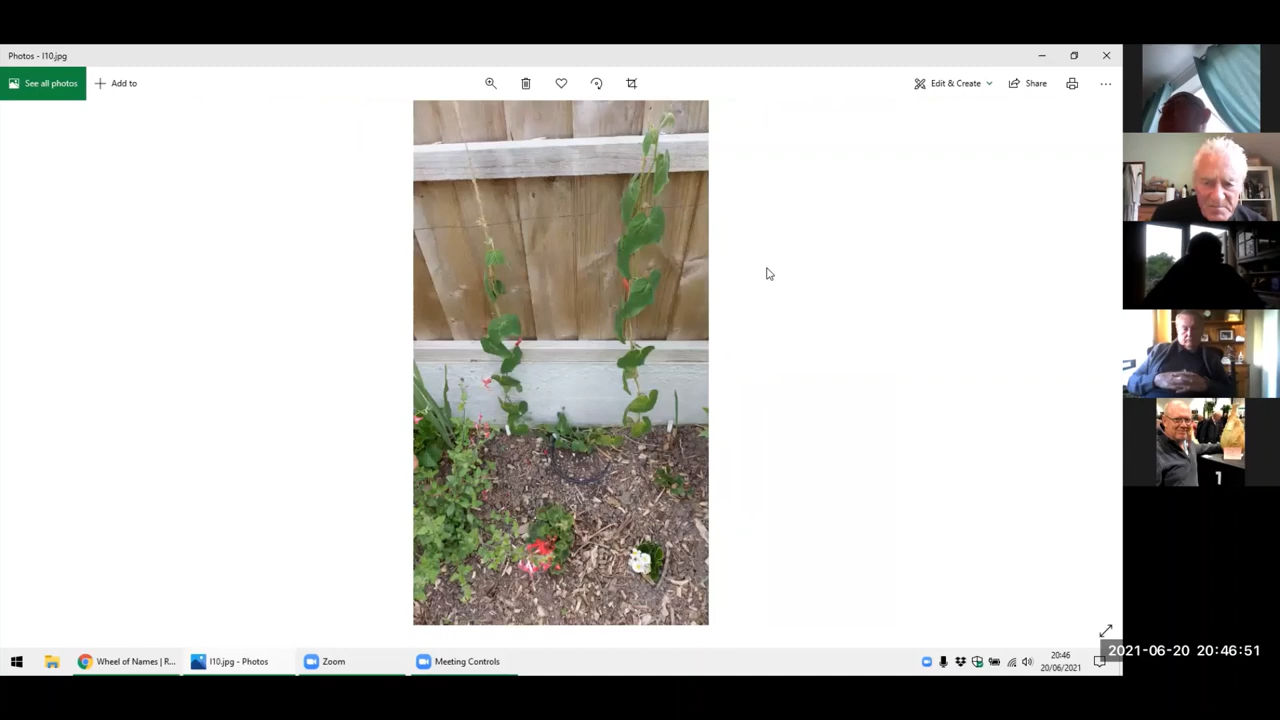 Photos - I10.jpg
See all photos
Add to
Edit & Create
Share
1
Wheel of Names | R...
I10.jpg - Photos
Zoom
Meeting Controls
20:46
20/06/2021
2021-06-20 20:46:51